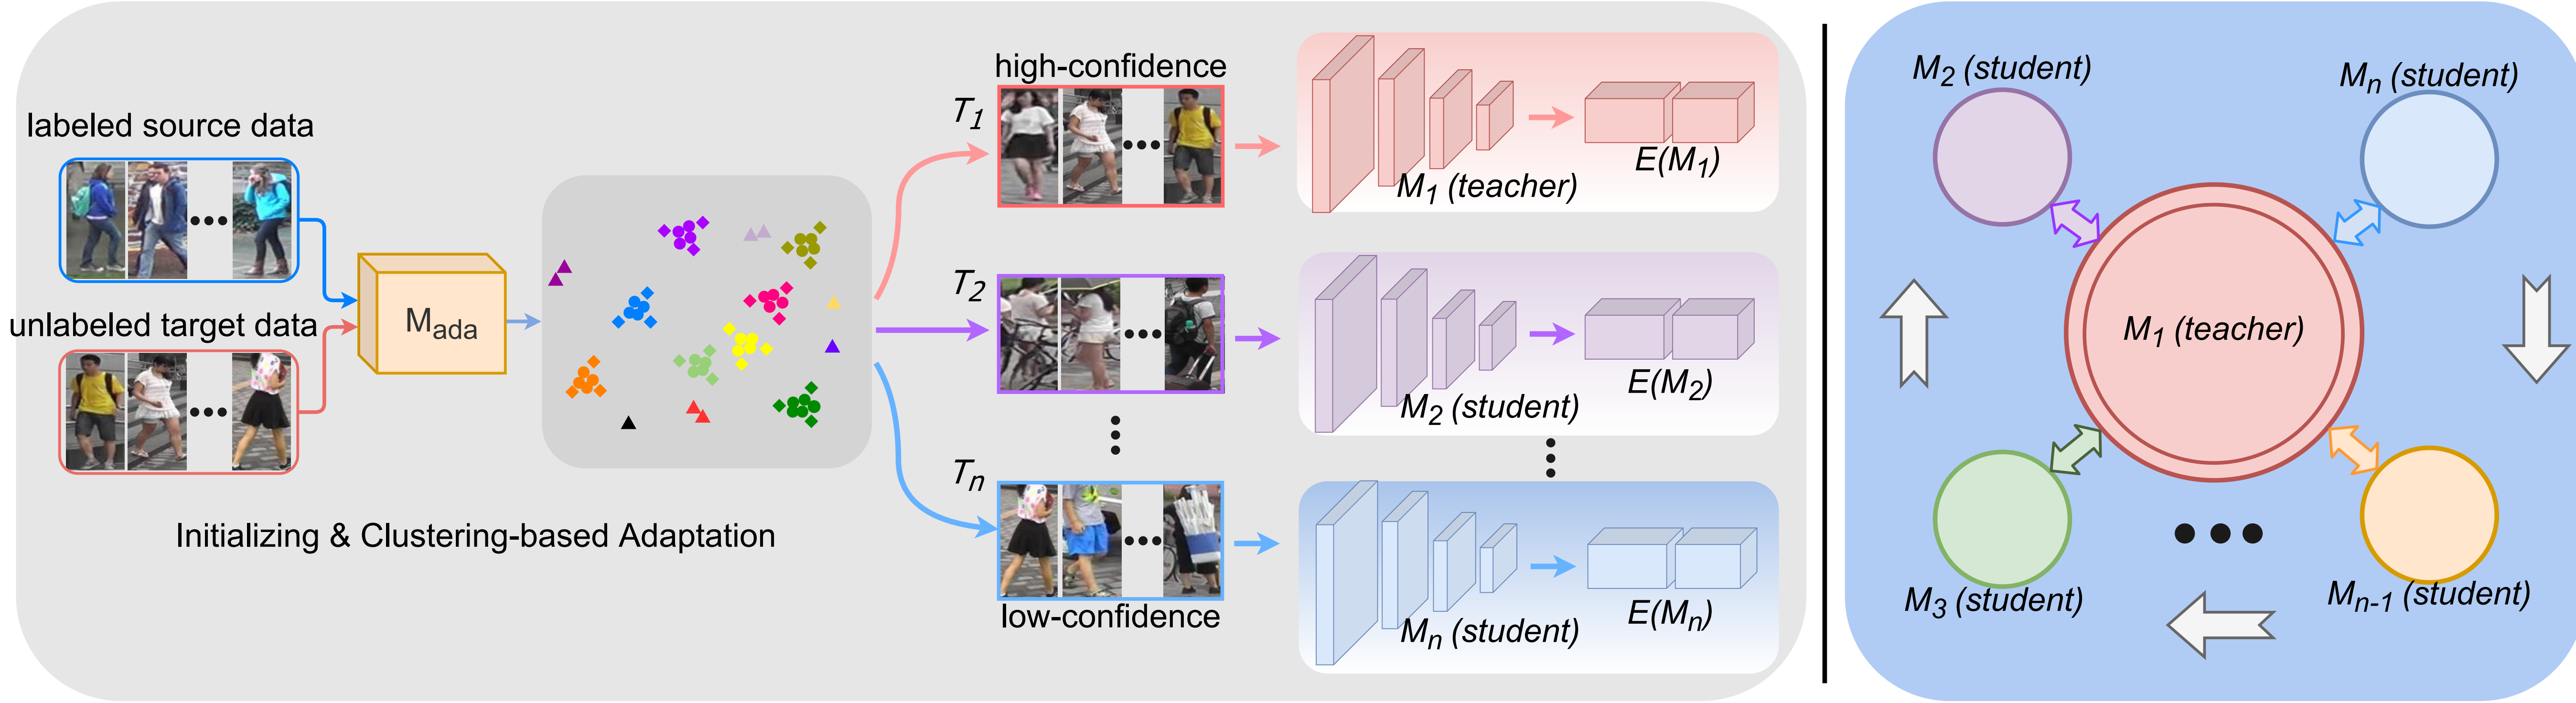 labeled source data
unlabeled target data
M_ada
Initializing & Clustering-based Adaptation
high-confidence
T_1
T_2
T_n
low-confidence
M_1 (teacher)
E(M_1)
M_2 (student)
E(M_2)
M_n (student)
E(M_n)
M_2 (student)
M_n (student)
M_1 (teacher)
M_3 (student)
M_n-1 (student)